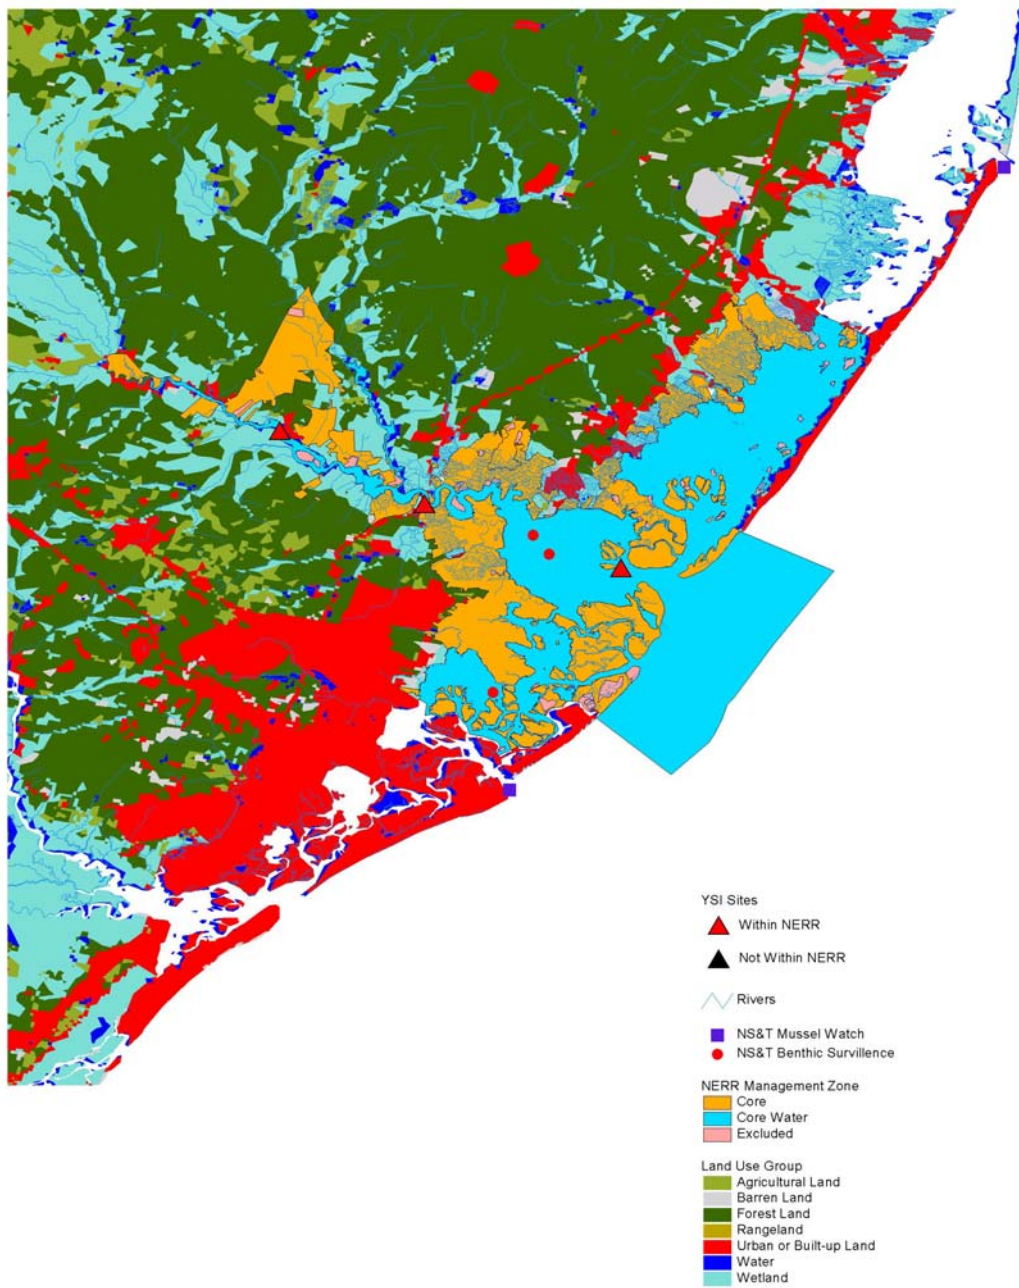 YSI Sites
Within NERR
Not Within NERR
Rivers
NS&T Mussel Watch
NS&T Benthic Survillence
NERR Management Zone
Core
Core Water
Excluded
Land Use Group
Agricultural Land
Barren Land
Forest Land
Rangeland
Urban or Built-up Land
Water
Wetland